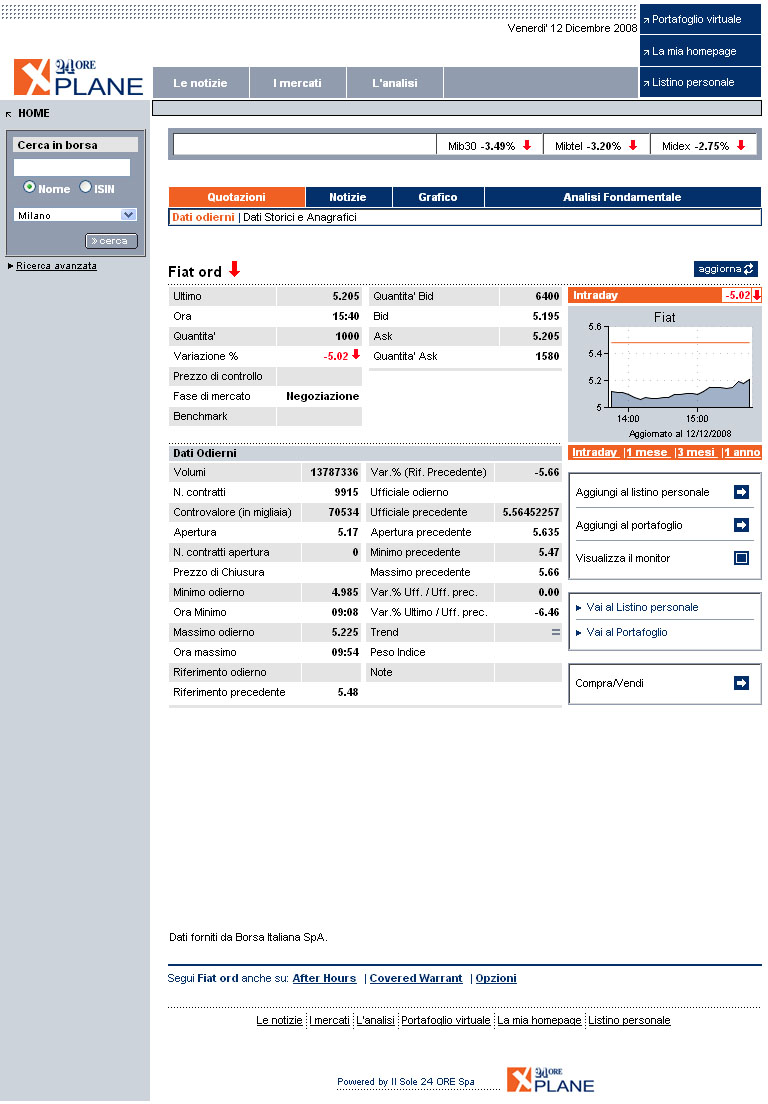 Venerdi' 12 Dicembre 2008
Portafoglio virtuale
La mia homepage
Listino personale
24 ORE
XPLANE
Le notizie I mercati L'analisi
HOME
Cerca in borsa
Nome ISIN
Milano
» cerca
Ricerca avanzata
Mib30 -3.49% Mibtel -3.20% Midex -2.75%
Quotazioni Notizie Grafico Analisi Fondamentale
Dati odierni | Dati Storici e Anagrafici
Fiat ord
aggiorna
Ultimo 5.205 Quantita' Bid 6400
Ora 15:40 Bid 5.195
Quantita' 1000 Ask 5.205
Variazione % -5.02 Quantita' Ask 1580
Prezzo di controllo
Fase di mercato Negoziazione
Benchmark
Intraday -5.02
Fiat
5.6
5.4
5.2
5
14:00 15:00
Aggiornato al 12/12/2008
Intraday |1 mese |3 mesi |1 anno
Dati Odierni
Volumi 13787336 Var.% (Rif. Precedente) -5.66
N. contratti 9915 Ufficiale odierno
Controvalore (in migliaia) 70534 Ufficiale precedente 5.56452257
Apertura 5.17 Apertura precedente 5.635
N. contratti apertura 0 Minimo precedente 5.47
Prezzo di Chiusura Massimo precedente 5.66
Minimo odierno 4.985 Var.% Uff. / Uff. prec. 0.00
Ora Minimo 09:08 Var.% Ultimo / Uff. prec. -6.46
Massimo odierno 5.225 Trend =
Ora massimo 09:54 Peso Indice
Riferimento odierno Note
Riferimento precedente 5.48
Aggiungi al listino personale
Aggiungi al portafoglio
Visualizza il monitor
Vai al Listino personale
Vai al Portafoglio
Compra/Vendi
Dati forniti da Borsa Italiana SpA.
Segui Fiat ord anche su: After Hours | Covered Warrant | Opzioni
Le notizie I mercati L'analisi Portafoglio virtuale La mia homepage Listino personale
Powered by Il Sole 24 ORE Spa
24 ORE
XPLANE